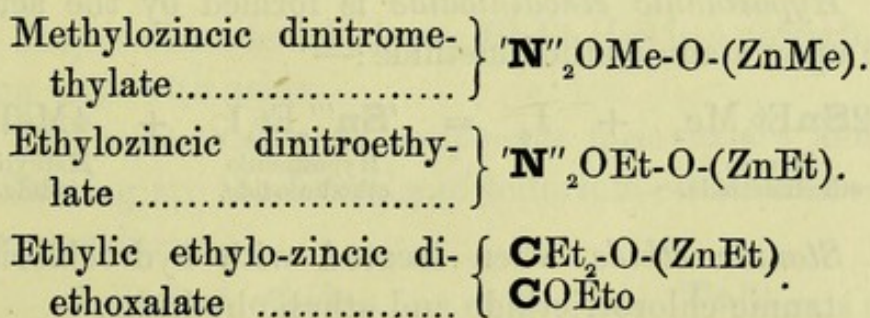 Methylozincic dinitrome- } 'N''₂OMe-O-(ZnMe).
thylate.....................
Ethylozincic dinitroethy- } 'N''₂OEt-O-(ZnEt).
late ........................
Ethylic ethylo-zincic di- { CEt₂-O-(ZnEt) .
ethoxalate ............... { COEto